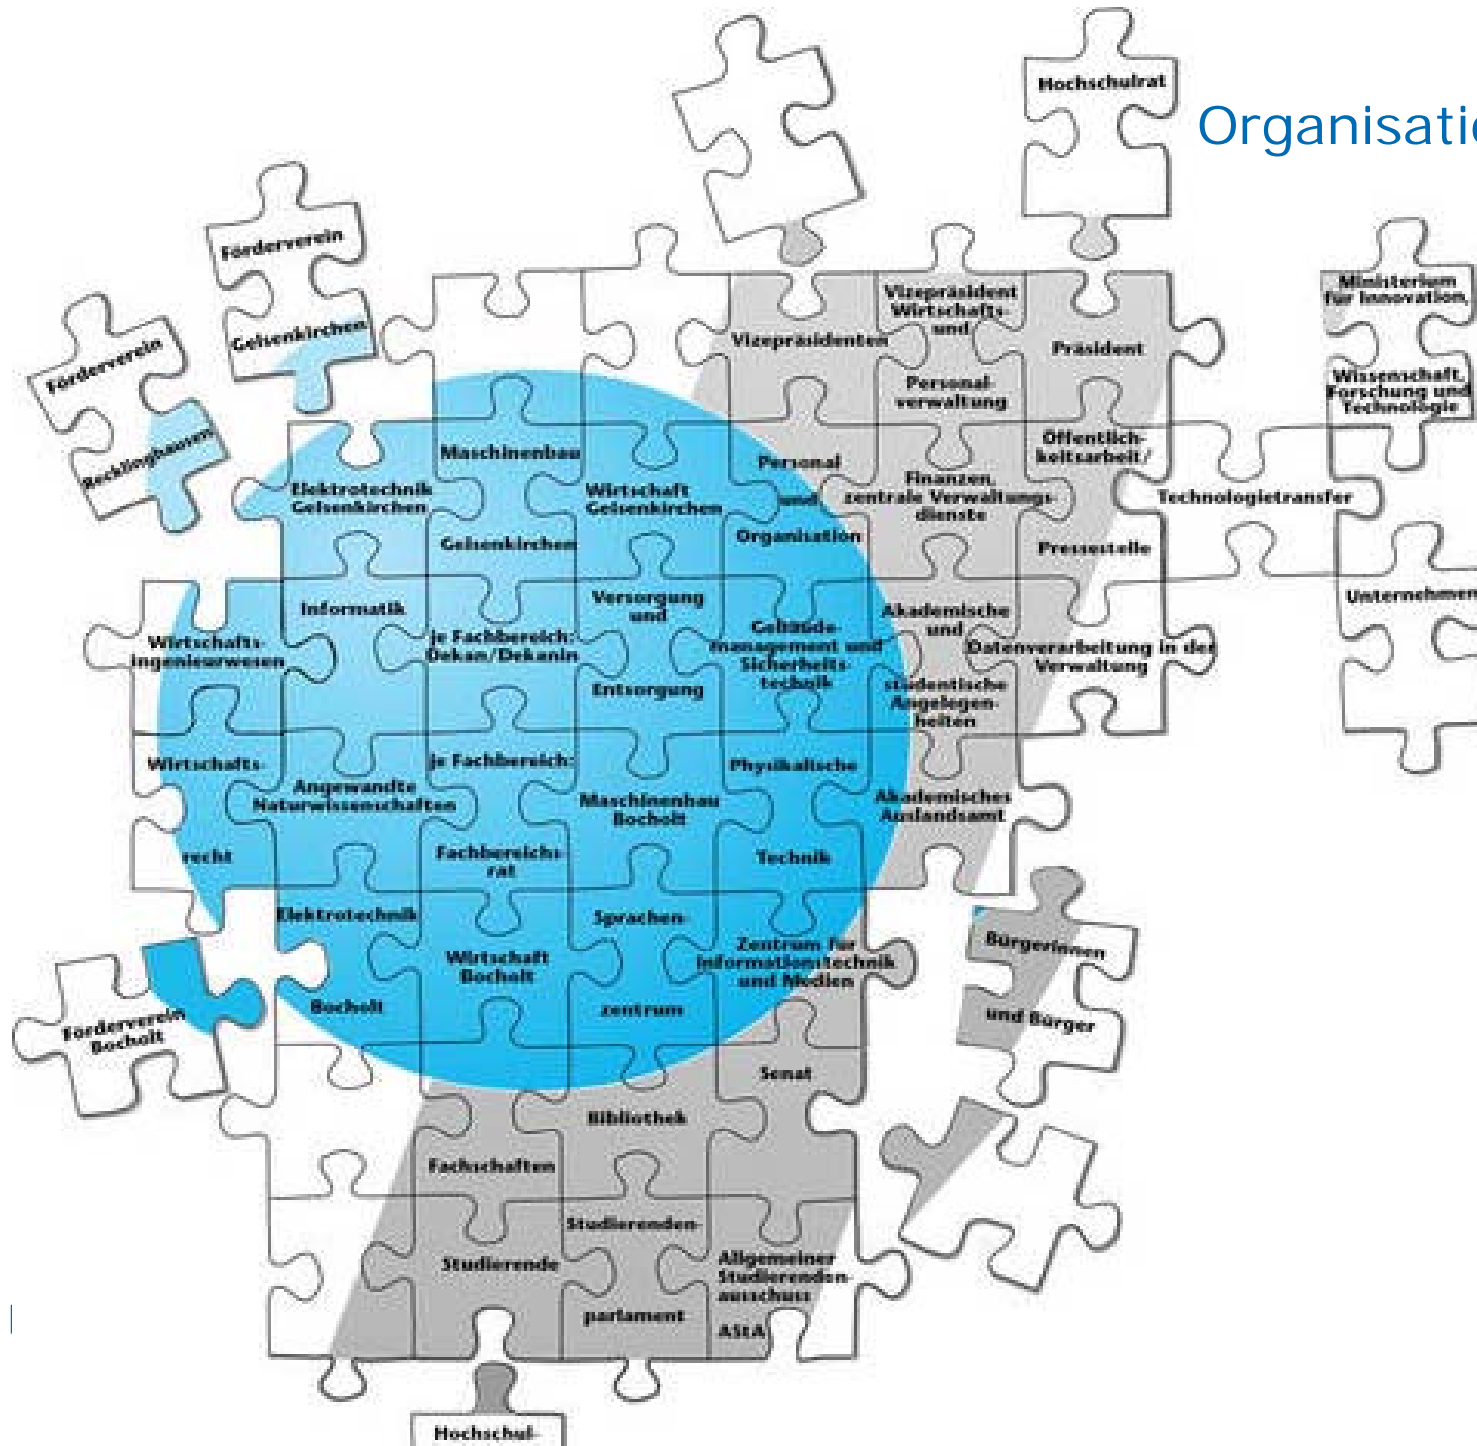 Hochschulrat
Organisatio
Förderverein
Gelsenkirchen
Förderverein
Recklinghausen
Vizepräsidenten
Vizepräsident
Wirtschafts-
und
Personal-
verwaltung
Präsident
Ministerium
für Innovation,
Wissenschaft,
Forschung und
Technologie
Elektrotechnik
Gelsenkirchen
Maschinenbau
Gelsenkirchen
Wirtschaft
Gelsenkirchen
Personal
und
Organisation
Finanzen,
zentrale Verwaltungs-
dienste
Öffentlich-
keitsarbeit/
Pressestelle
Technologietransfer
Unternehmen
Wirtschafts-
ingenieurwesen
Informatik
je Fachbereich:
Dekan/Dekanin
Versorgung
und
Entsorgung
Gebäude-
management und
Sicherheits-
technik
Akademische
und
studentische
Angelegen-
heiten
Datenverarbeitung in der
Verwaltung
Wirtschafts-
recht
Angewandte
Naturwissenschaften
je Fachbereich:
Fachbereichs-
rat
Maschinenbau
Bocholt
Physikalische
Technik
Akademisches
Auslandsamt
Elektrotechnik
Bocholt
Wirtschaft
Bocholt
Sprachen-
zentrum
Zentrum für
Informationstechnik
und Medien
Bürgerinnen
und Bürger
Förderverein
Bocholt
Fachschaften
Bibliothek
Senat
Studierende
Studierenden-
parlament
Allgemeiner
Studierenden-
ausschuss
AStA
Hochschul-